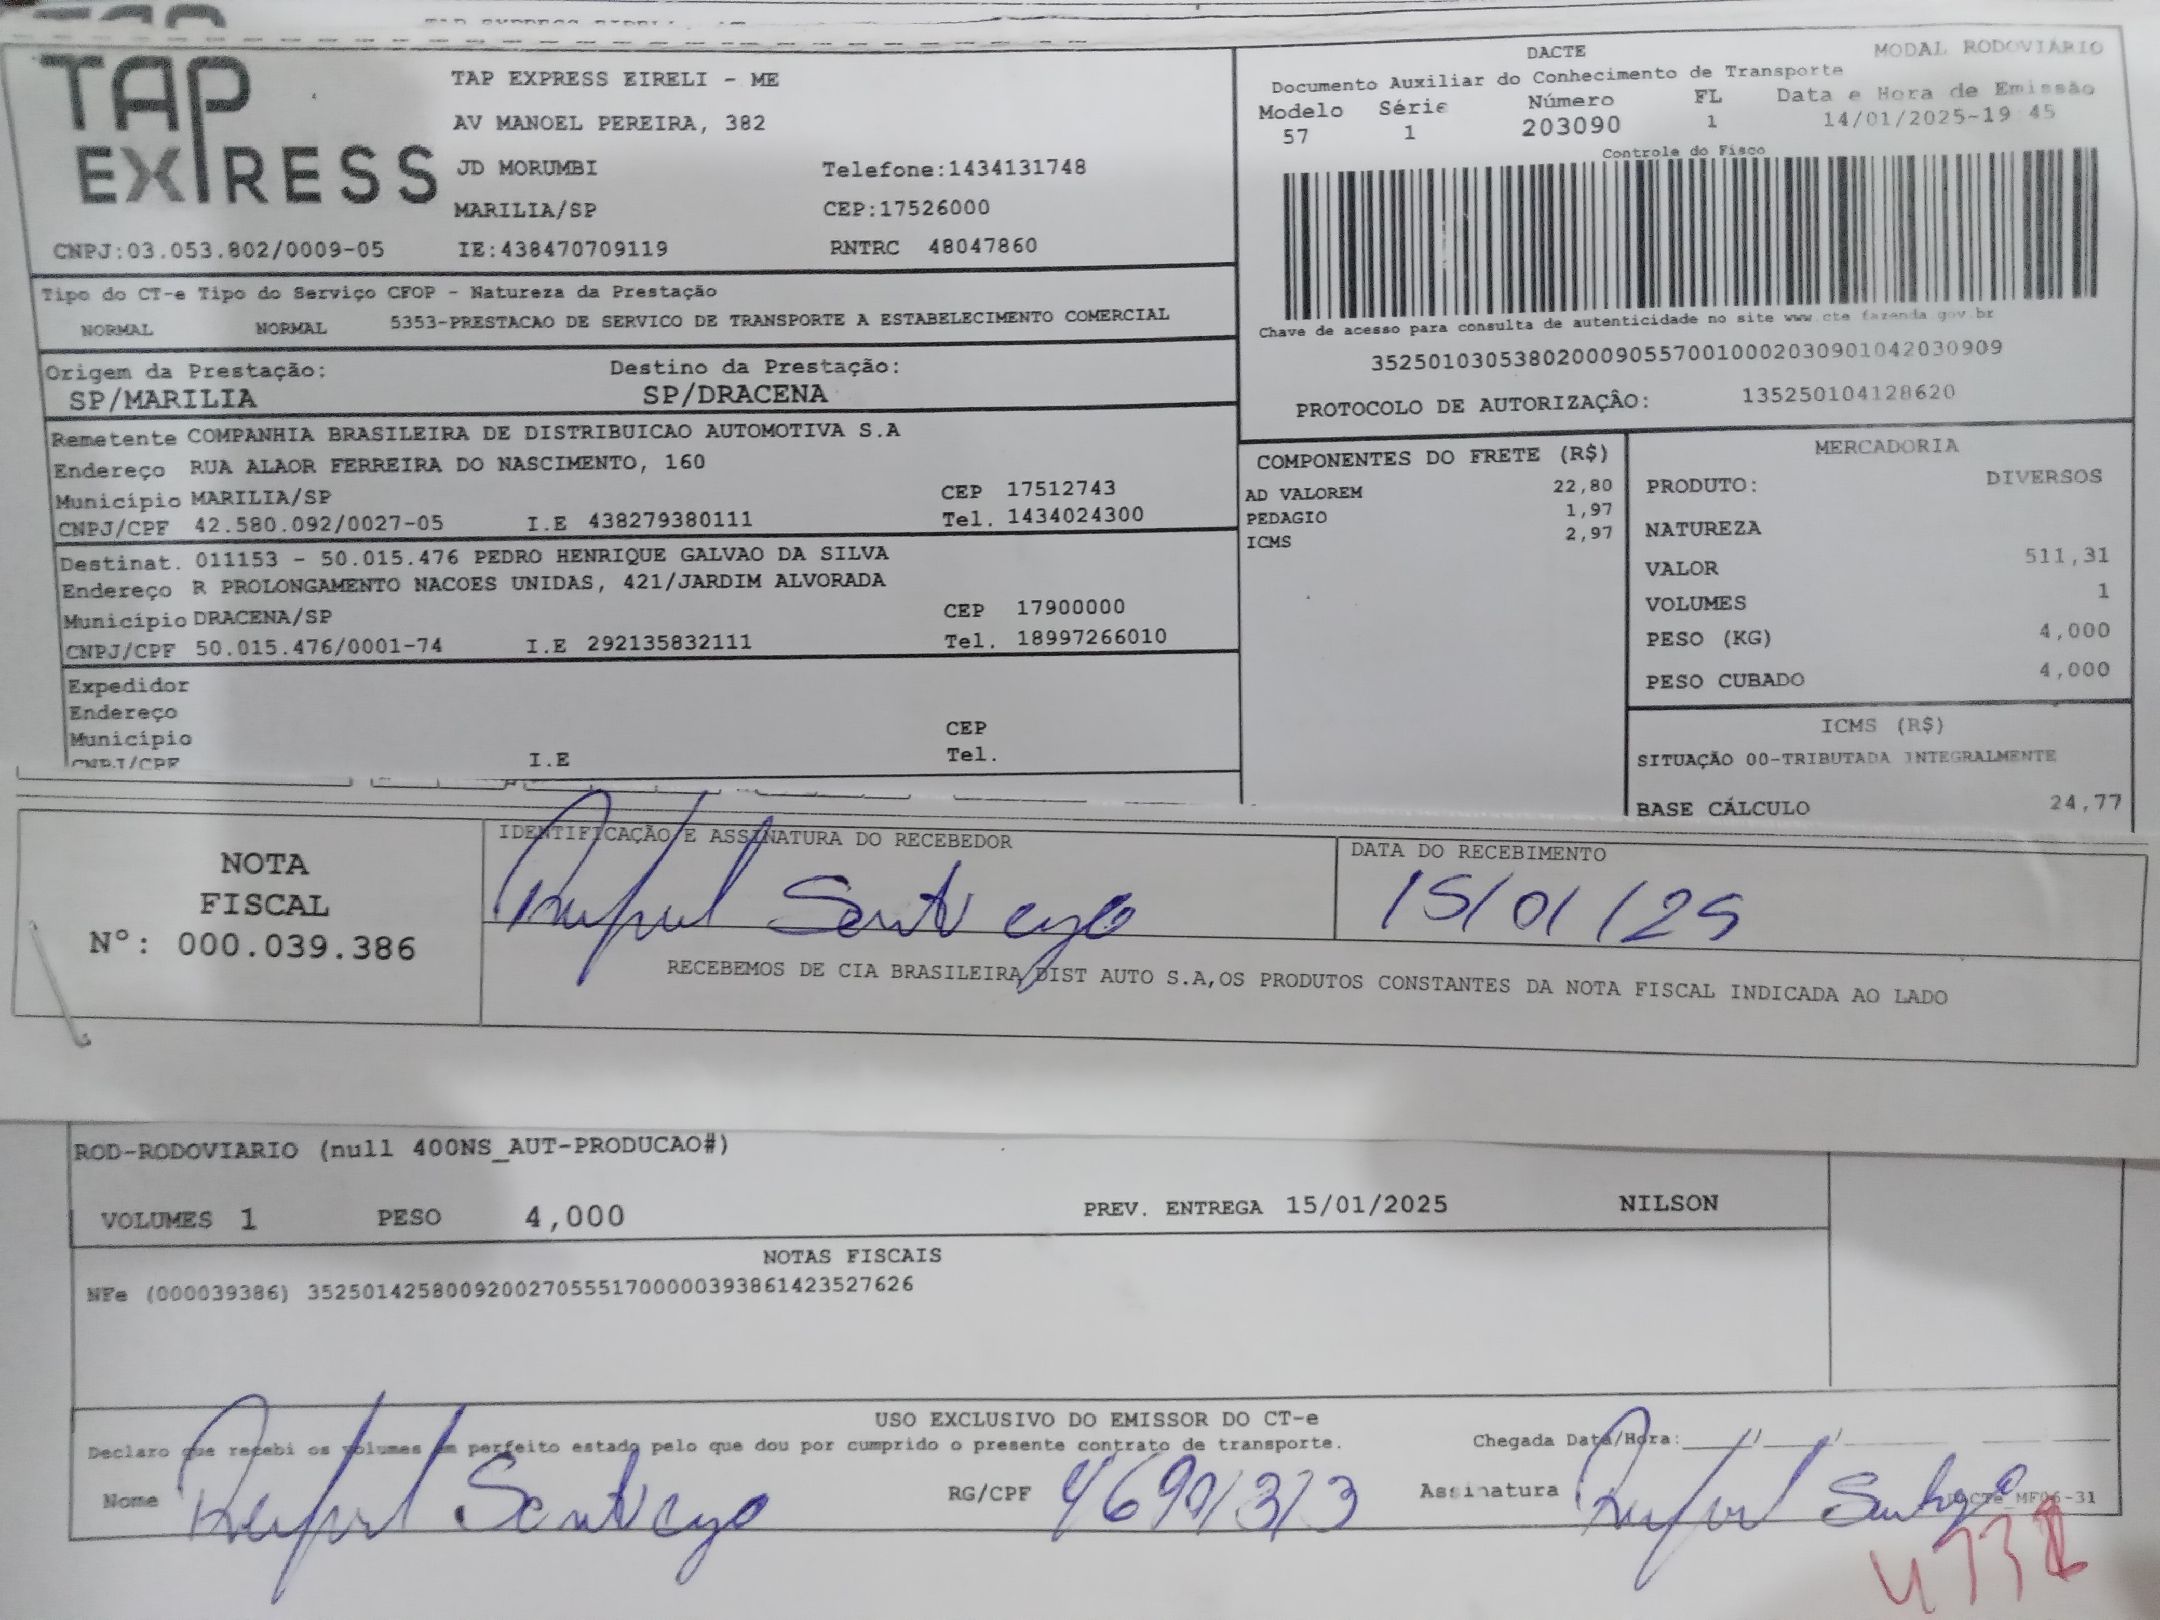 TAP EXPRESS
TAP EXPRESS EIRELI - ME
AV MANOEL PEREIRA, 382
JD MORUMBI Telefone:1434131748
MARILIA/SP CEP:17526000
CNPJ:03.053.802/0009-05 IE:438470709119 RNTRC 48047860
DACTE MODAL RODOVIÁRIO
Documento Auxiliar do Conhecimento de Transporte
Modelo Série Número FL Data e Hora de Emissão
57 1 203090 1 14/01/2025-19 45
Controle do Fisco
Chave de acesso para consulta de autenticidade no site www.cte fazenda gov.br
35250103053802000905570010002030901042030909
PROTOCOLO DE AUTORIZAÇÂO: 135250104128620
Tipo do CT-e Tipo do Serviço CFOP - Natureza da Prestação
NORMAL NORMAL 5353-PRESTACAO DE SERVICO DE TRANSPORTE A ESTABELECIMENTO COMERCIAL
Origem da Prestação: Destino da Prestação:
SP/MARILIA SP/DRACENA
Remetente COMPANHIA BRASILEIRA DE DISTRIBUICAO AUTOMOTIVA S.A
Endereço RUA ALAOR FERREIRA DO NASCIMENTO, 160
Município MARILIA/SP CEP 17512743
CNPJ/CPF 42.580.092/0027-05 I.E 438279380111 Tel. 1434024300
Destinat. 011153 - 50.015.476 PEDRO HENRIQUE GALVAO DA SILVA
Endereço R PROLONGAMENTO NACOES UNIDAS, 421/JARDIM ALVORADA
Município DRACENA/SP CEP 17900000
CNPJ/CPF 50.015.476/0001-74 I.E 292135832111 Tel. 18997266010
Expedidor
Endereço
Município CEP
CNPJ/CPF I.E Tel.
COMPONENTES DO FRETE (R$)
AD VALOREM 22,80
PEDAGIO 1,97
ICMS 2,97
MERCADORIA
PRODUTO: DIVERSOS
NATUREZA
VALOR 511,31
VOLUMES 1
PESO (KG) 4,000
PESO CUBADO 4,000
ICMS (R$)
SITUAÇÃO 00-TRIBUTADA INTEGRALMENTE
BASE CÁLCULO 24,77
NOTA
FISCAL
N°: 000.039.386
IDENTIFICAÇÃO E ASSINATURA DO RECEBEDOR
DATA DO RECEBIMENTO
15/01/25
RECEBEMOS DE CIA BRASILEIRA DIST AUTO S.A,OS PRODUTOS CONSTANTES DA NOTA FISCAL INDICADA AO LADO
ROD-RODOVIARIO (null 400NS_AUT-PRODUCAO#)
VOLUMES 1 PESO 4,000 PREV. ENTREGA 15/01/2025 NILSON
NOTAS FISCAIS
NFe (000039386) 35250142580092002705551700000393861423527626
USO EXCLUSIVO DO EMISSOR DO CT-e
Declaro que recebi os volumes em perfeito estado pelo que dou por cumprido o presente contrato de transporte. Chegada Data/Hora:
Nome RG/CPF Assinatura